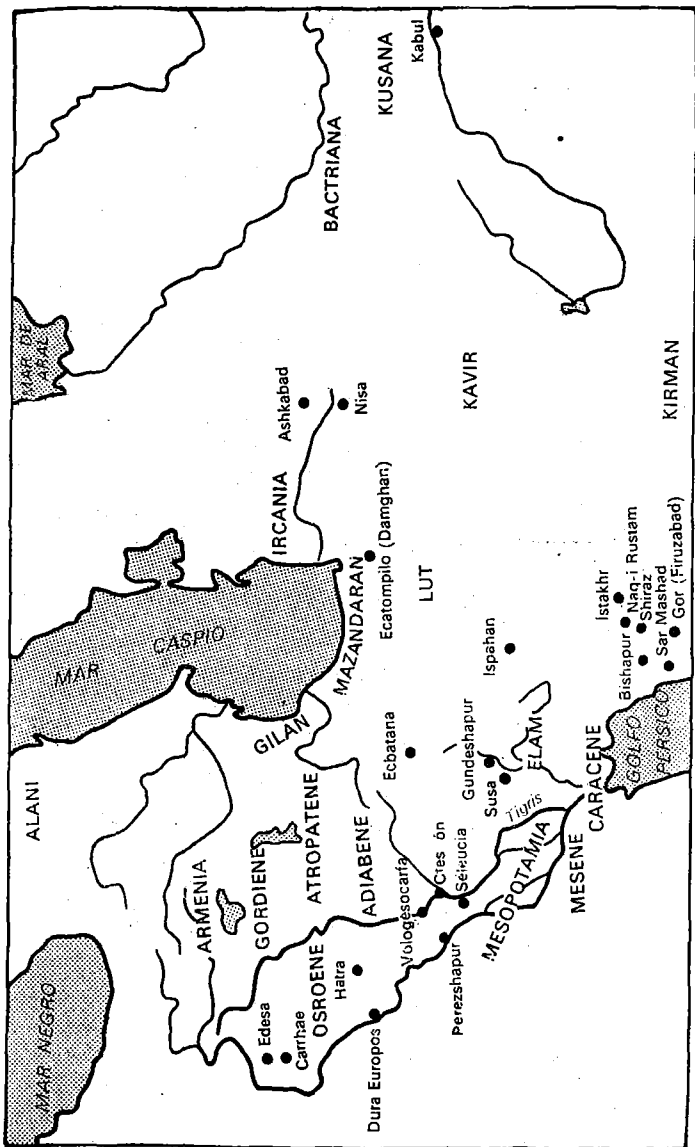 MAR NEGRO
ALANI
MAR
CASPIO
MAR DE
ARAL
ARMENIA
GORDIENE
ATROPATENE
GILAN
MAZANDARAN
IRCANIA
Ashkabad
Nisa
BACTRIANA
KUSANA
Kabul
Edesa
Carrhae
OSROENE
Hatra
ADIABENE
Dura Europos
Vologesocarta
Perezshapur
Ecbatana
Ecatompilo (Damghan)
LUT
KAVIR
KIRMAN
Gundeshapur
Susa
Ispahan
ELAM
Tigris
MESOPOTAMIA
MESENE
CARACENE
GOLFO
PERSICO
Istakhr
Naq-i Rustam
Bishapur
Shiraz
Sar Mashad
Gor (Firuzabad)